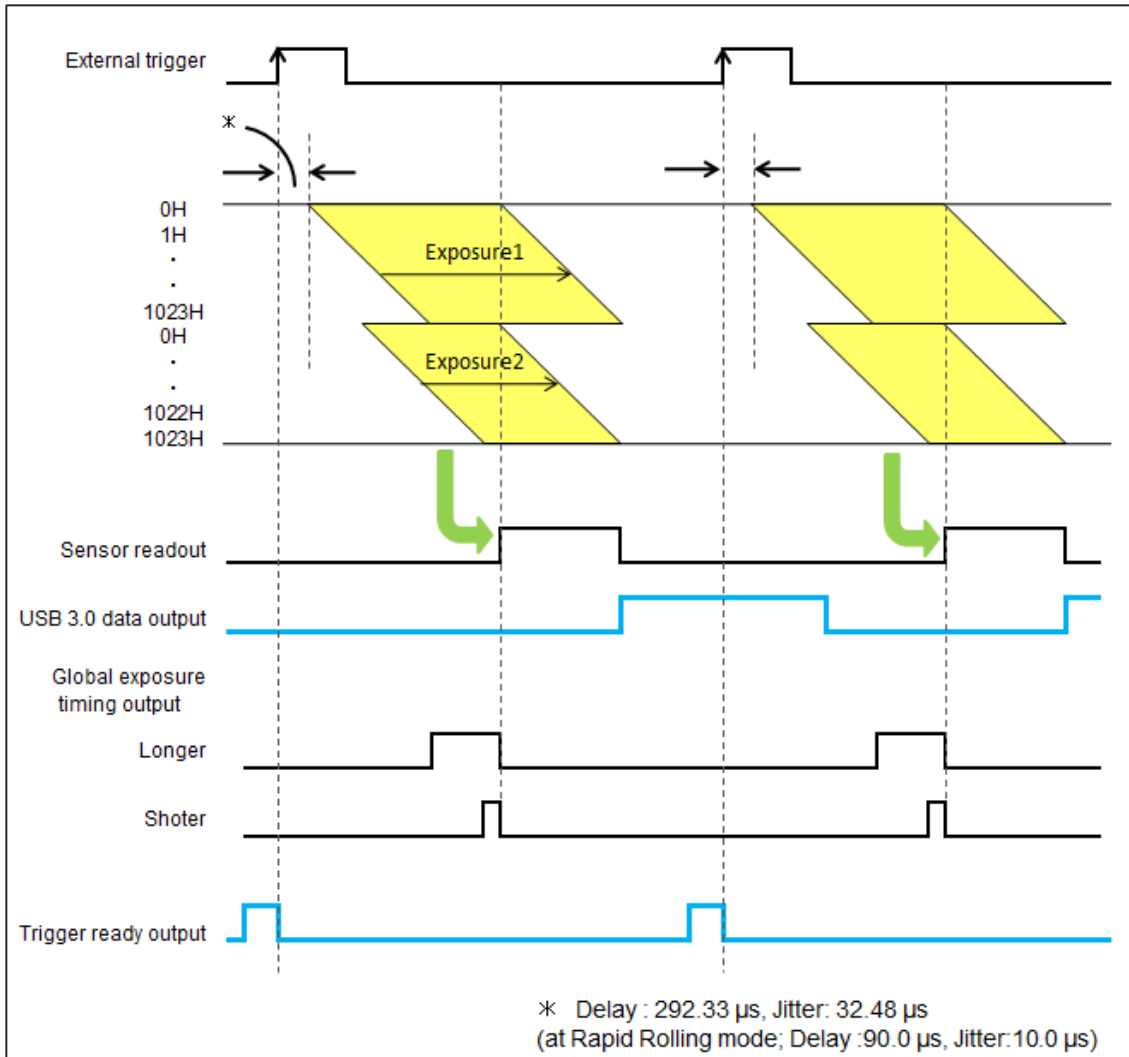 External trigger
✳
0H
1H
·
·
1023H
0H
·
·
1022H
1023H
Exposure1
Exposure2
Sensor readout
USB 3.0 data output
Global exposure
timing output
Longer
Shoter
Trigger ready output
✳ Delay : 292.33 µs, Jitter: 32.48 µs
(at Rapid Rolling mode; Delay :90.0 µs, Jitter:10.0 µs)